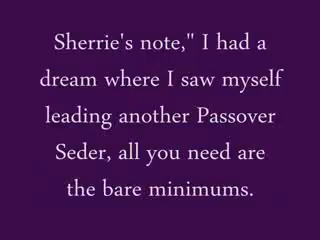 Sherrie's note," I had a
dream where I saw myself
leading another Passover
Seder, all you need are
the bare minimums.